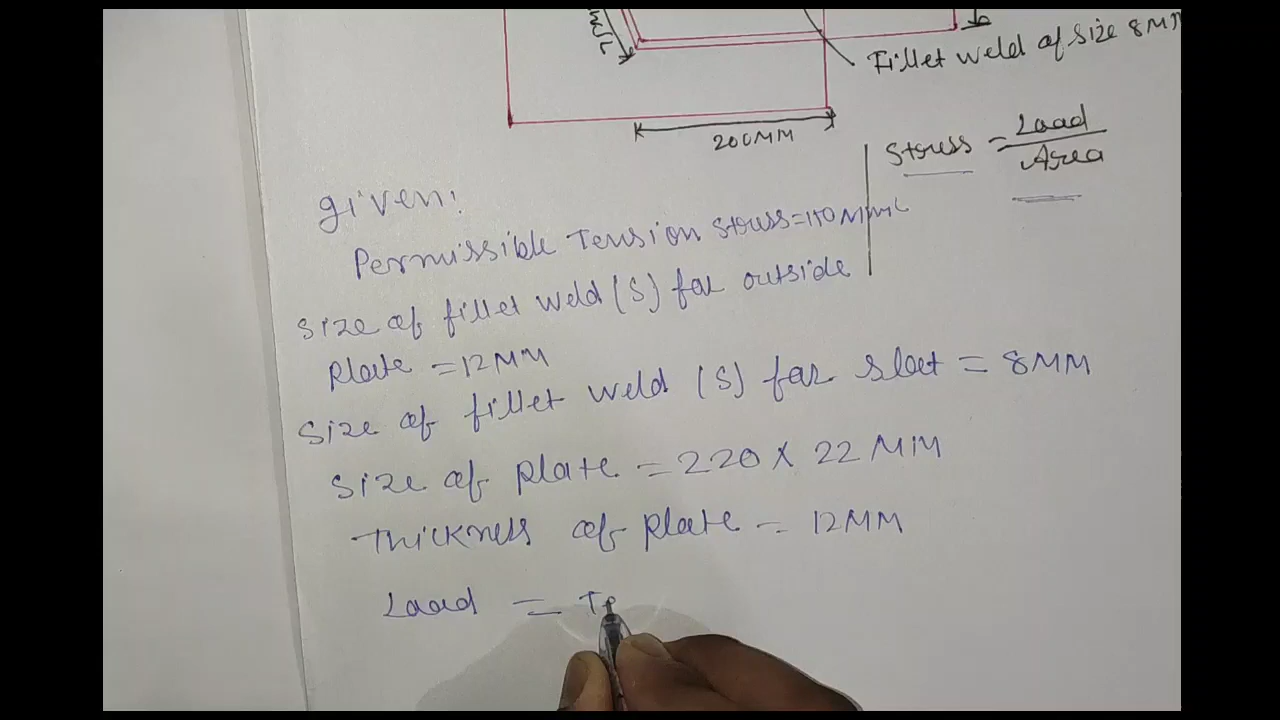 Fillet weld of size 8MM
200MM
Stress = Load
Area
given:
Permissible Tension stress=150
size of fillet weld (S) for outside
Plate = 12MM
size of fillet weld (S) for slot = 8MM
size of plate = 220 X 22 MM
Thickness of plate = 12MM
Load =